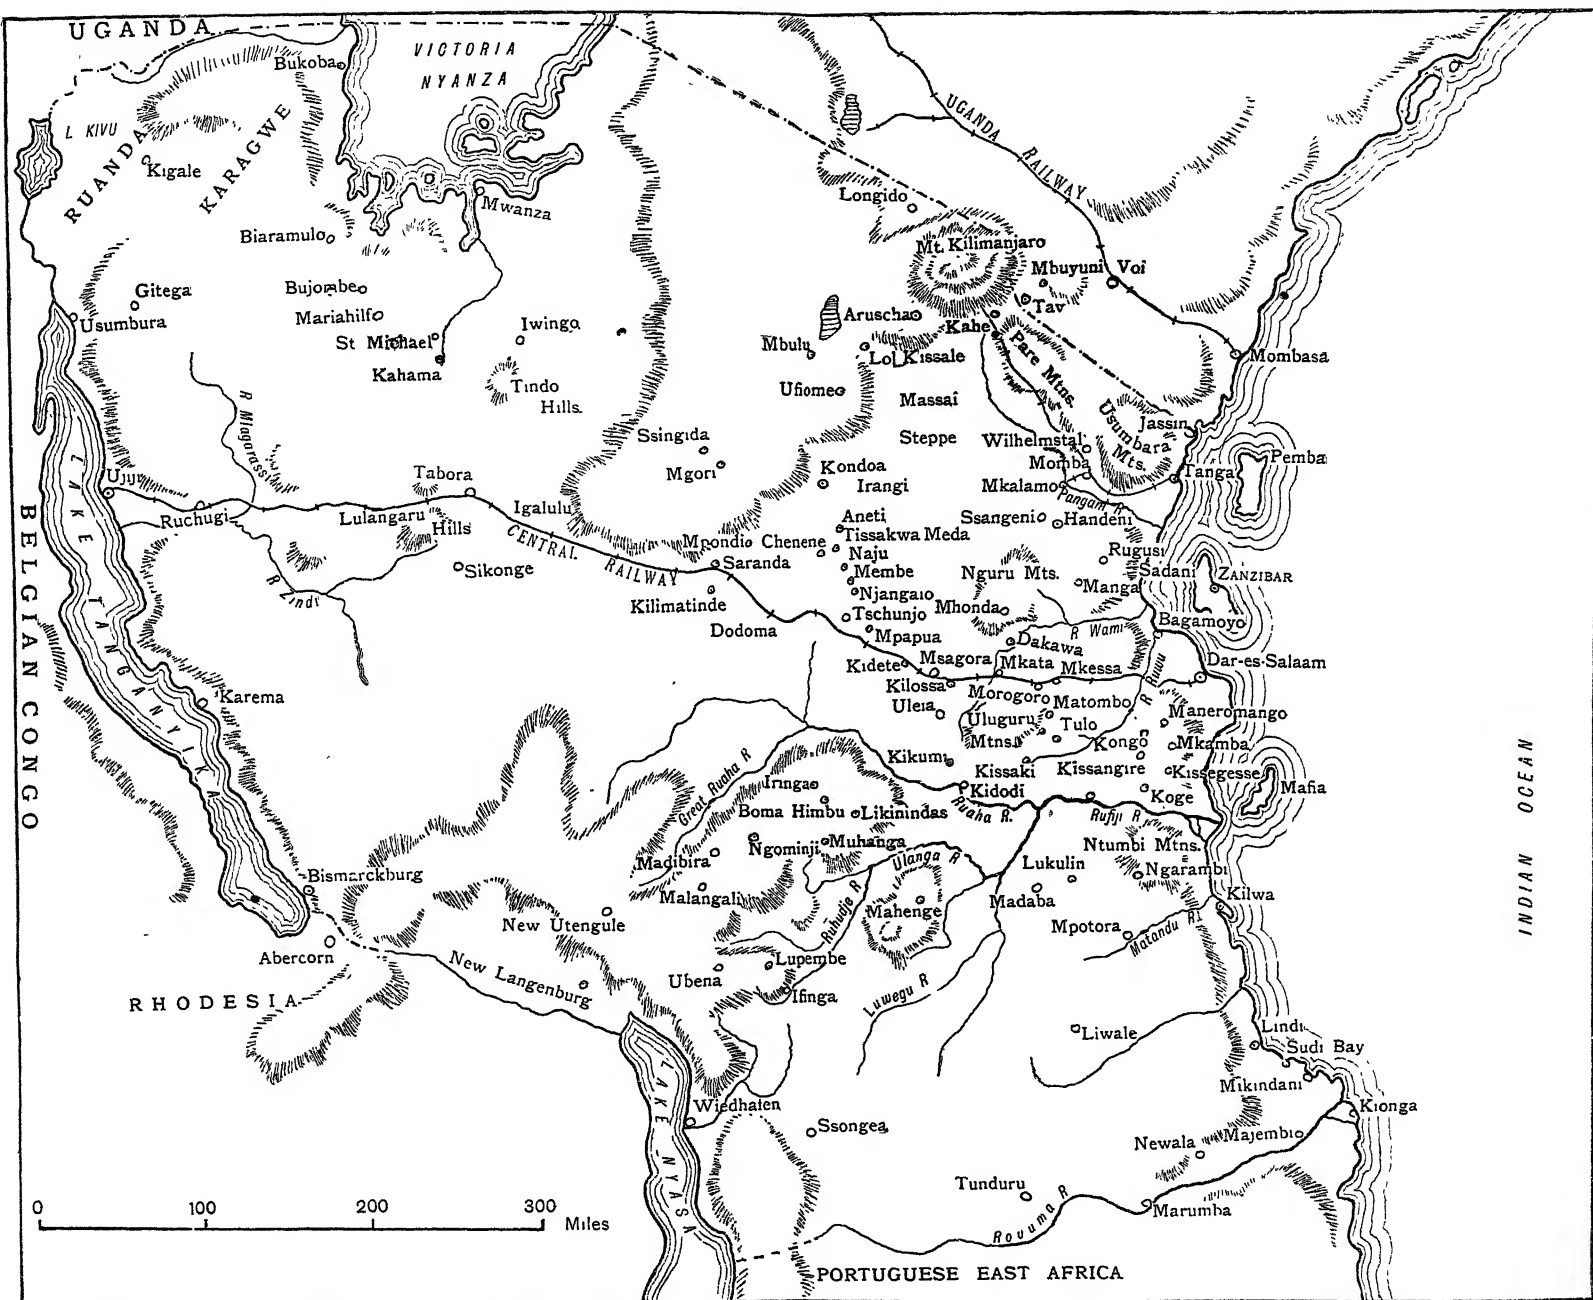 UGANDA
VICTORIA
NYANZA
Bukoba
L KIVU
RUANDA
KARAGWE
Kigale
UGANDA RAILWAY
Mwanza
Longido
Biaramulo
Mt. Kilimanjaro
Mbuyuni
Voi
Gitega
Bujombe
Usumbura
Mariahilf
Iwingo
Aruscha
Tav
Kahe
St Michael
Mbulu
Lol Kissale
Pare Mtns.
Mombasa
Kahama
Tindo
Hills.
Ufiome
Massai
Steppe
R Mlagarassi
Usumbara
Mts.
Jassin
Ssingida
Wilhelmstal
Momba
Pemba
Mgori
Kondoa
Irangi
Mkalamo
Tanga
Pangani R
Tabora
Ruchugi
Lulangaru
Hills
Igalulu
CENTRAL RAILWAY
Aneti
Ssangeni
Handeni
Tissakwa Meda
Mpondi
Chenene
Naju
Rugusi
Saranda
Membe
Nguru Mts.
Sadani
ZANZIBAR
Sikonge
Njangalo
Manga
R Zindi
Kilimatinde
Tschunjo
Mhonda
Bagamoyo
Dodoma
Mpapua
Dakawa
R Wami
Kidete
Msagora
Mkata
Mkessa
Dar-es-Salaam
BELGIAN CONGO
LAKE TANGANYIKA
Kilossa
Morogoro
Matombo
R Ruvu
Karema
Uleia
Uluguru
Mtns.
Tulo
Maneromango
Kongo
Mkamba
Kikumi
Kissaki
Kissangire
Kissegesse
Great Ruaha R
Iringa
Kidodi
Koge
Mafia
INDIAN OCEAN
Boma Himbu
Likinindas
Ruaha R.
Rufiji R
Ngominji
Muhanga
Ntumbi Mtns.
Madibira
Ulanga R
Lukulin
Ngarambi
Bismarckburg
Malangali
Ruhudje R
Mahenge
Madaba
Kilwa
New Utengule
Mpotora
Matandu R
Abercorn
New Langenburg
Ubena
Lupembe
Ifinga
Luwegu R
RHODESIA
Liwale
Lindi
Sudi Bay
Mikindani
LAKE NYASA
Wiedhafen
Kionga
Ssongea
Newala
Majembi
Tunduru
Rovuma R
Marumba
0 100 200 300 Miles
PORTUGUESE EAST AFRICA